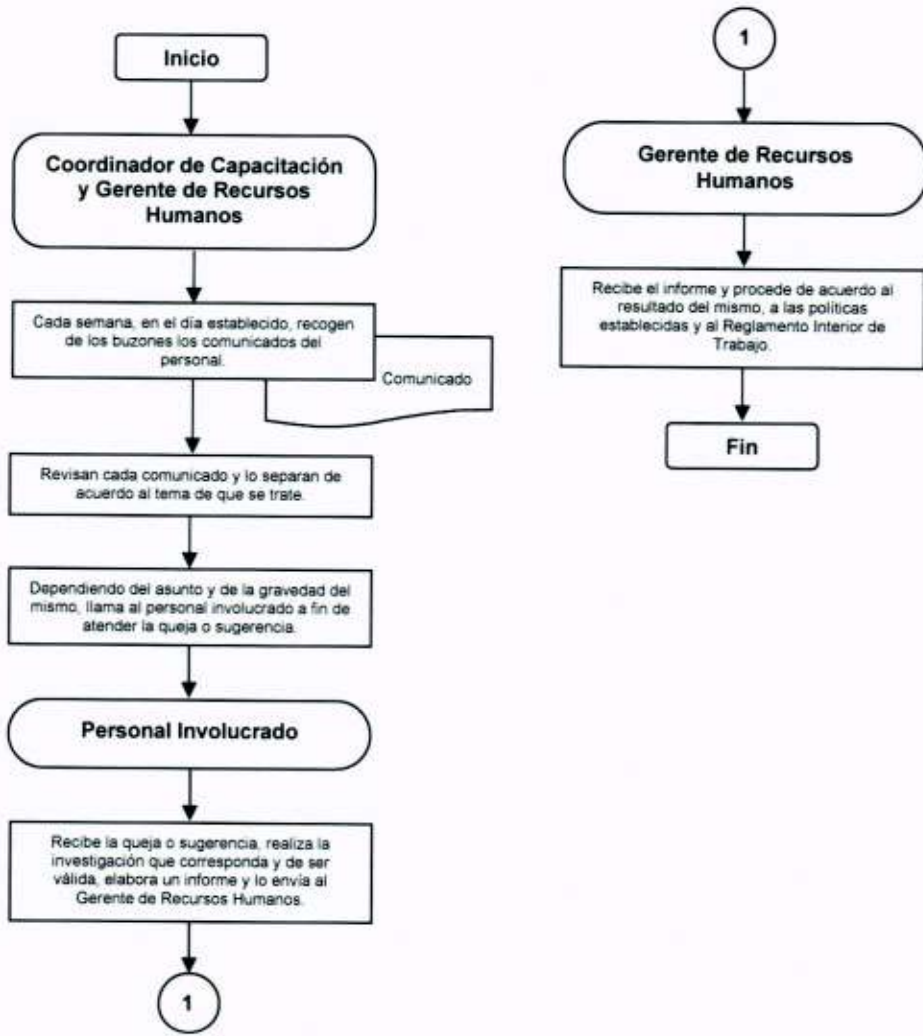 Inicio
Coordinador de Capacitación
y Gerente de Recursos
Humanos
Cada semana, en el día establecido, recogen
de los buzones los comunicados del
personal.
Comunicado
Revisan cada comunicado y lo separan de
acuerdo al tema de que se trate.
Dependiendo del asunto y de la gravedad del
mismo, llama al personal involucrado a fin de
atender la queja o sugerencia.
Personal Involucrado
Recibe la queja o sugerencia, realiza la
investigación que corresponda y de ser
válida, elabora un informe y lo envía al
Gerente de Recursos Humanos.
1
1
Gerente de Recursos
Humanos
Recibe el informe y procede de acuerdo al
resultado del mismo, a las políticas
establecidas y al Reglamento Interior de
Trabajo.
Fin